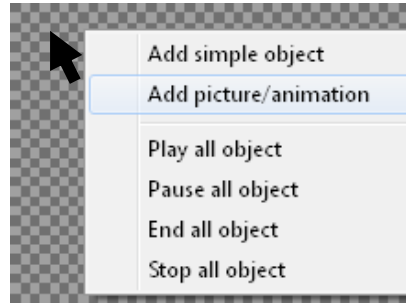 Add simple object
Add picture/animation
Play all object
Pause all object
End all object
Stop all object